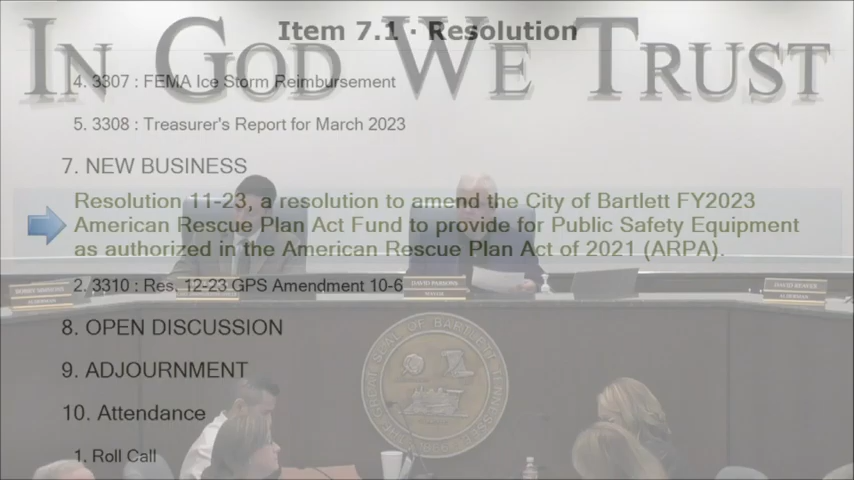 Item 7.1 · Resolution
IN GOD WE TRUST
4. 3307 : FEMA Ice Storm Reimbursement
5. 3308 : Treasurer's Report for March 2023
7. NEW BUSINESS
Resolution 11-23, a resolution to amend the City of Bartlett FY2023
American Rescue Plan Act Fund to provide for Public Safety Equipment
as authorized in the American Rescue Plan Act of 2021 (ARPA).
2. 3310 : Res. 12-23 GPS Amendment 10-6
DAVID PARSONS
8. OPEN DISCUSSION
9. ADJOURNMENT
10. Attendance
1. Roll Call